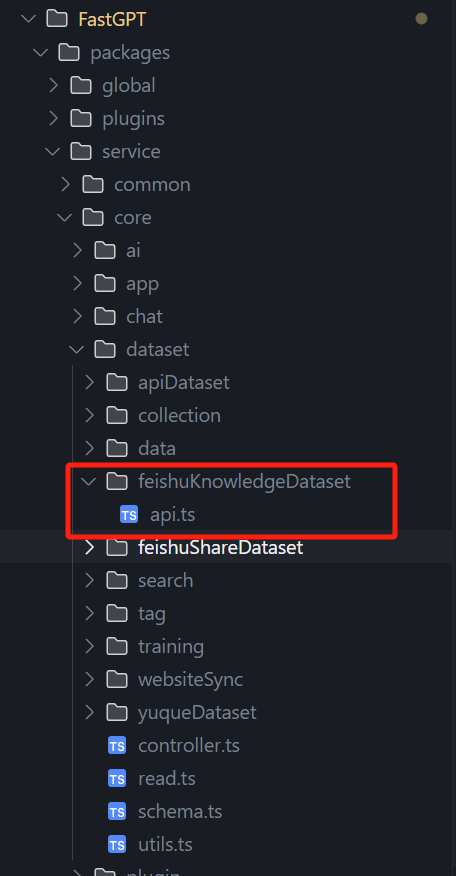 FastGPT
packages
global
plugins
service
common
core
ai
app
chat
dataset
apiDataset
collection
data
feishuKnowledgeDataset
TS api.ts
feishuShareDataset
search
tag
training
websiteSync
yuqueDataset
TS controller.ts
TS read.ts
TS schema.ts
TS utils.ts
plugin